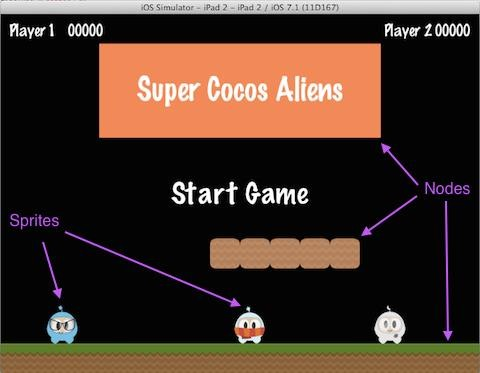 iOS Simulator – iPad 2 – iPad 2 / iOS 7.1 (11D167)
Player 1 00000
Player 2 00000
Super Cocos Aliens
Start Game
Nodes
Sprites